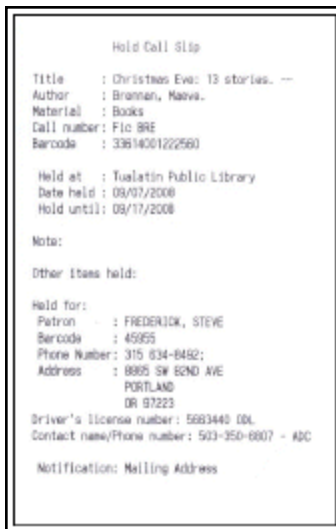 Hold Call Slip
Title : Christmas Eve: 13 stories. --
Author : Brennan, Maeve.
Material : Books
Call number: Fic BRE
Barcode : 33614001222560
Held at : Tualatin Public Library
Date held : 09/07/2008
Hold until: 09/17/2008
Note:
Other items held:
Held for:
Patron : FREDERICK, STEVE
Barcode : 45955
Phone Number: 315 634-8492;
Address : 8865 SW 82ND AVE
PORTLAND
OR 97223
Driver's license number: 5663440 ODL
Contact name/Phone number: 503-350-6807 - ADC
Notification: Mailing Address